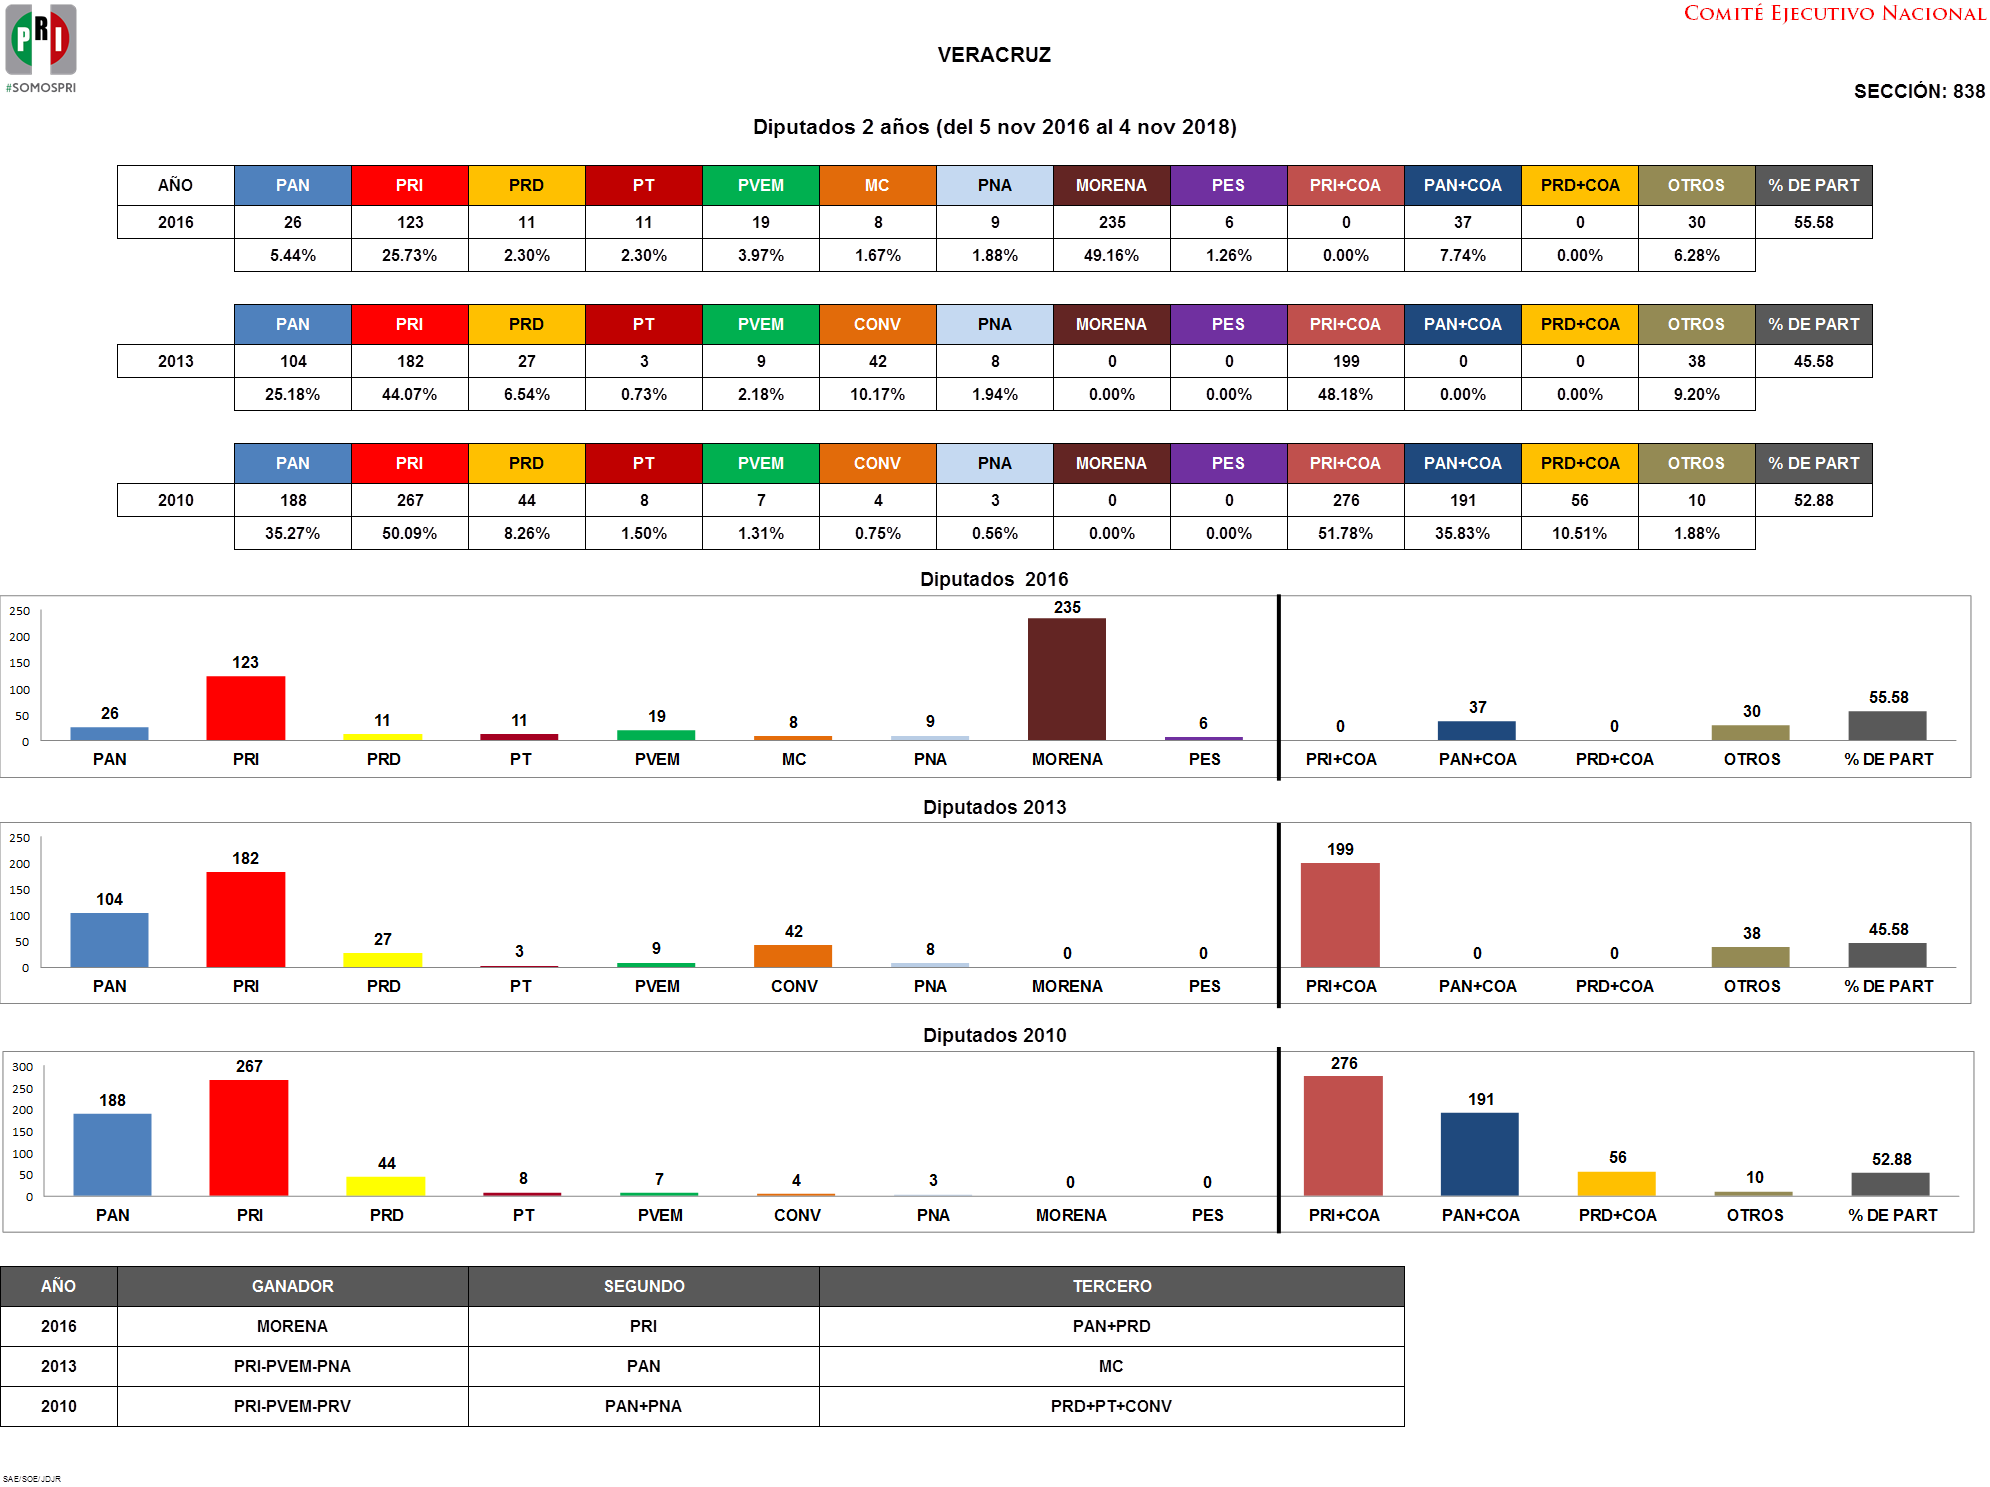 COMITÉ EJECUTIVO NACIONAL
PRI
#SOMOSPRI
VERACRUZ
SECCIÓN: 838
Diputados 2 años (del 5 nov 2016 al 4 nov 2018)
AÑO PAN PRI PRD PT PVEM MC PNA MORENA PES PRI+COA PAN+COA PRD+COA OTROS % DE PART
2016 26 123 11 11 19 8 9 235 6 0 37 0 30 55.58
5.44% 25.73% 2.30% 2.30% 3.97% 1.67% 1.88% 49.16% 1.26% 0.00% 7.74% 0.00% 6.28%
PAN PRI PRD PT PVEM CONV PNA MORENA PES PRI+COA PAN+COA PRD+COA OTROS % DE PART
2013 104 182 27 3 9 42 8 0 0 199 0 0 38 45.58
25.18% 44.07% 6.54% 0.73% 2.18% 10.17% 1.94% 0.00% 0.00% 48.18% 0.00% 0.00% 9.20%
PAN PRI PRD PT PVEM CONV PNA MORENA PES PRI+COA PAN+COA PRD+COA OTROS % DE PART
2010 188 267 44 8 7 4 3 0 0 276 191 56 10 52.88
35.27% 50.09% 8.26% 1.50% 1.31% 0.75% 0.56% 0.00% 0.00% 51.78% 35.83% 10.51% 1.88%
Diputados 2016
250
200
150
100
50
0
26 123 11 11 19 8 9 235 6 0 37 0 30 55.58
PAN PRI PRD PT PVEM MC PNA MORENA PES PRI+COA PAN+COA PRD+COA OTROS % DE PART
Diputados 2013
250
200
150
100
50
0
104 182 27 3 9 42 8 0 0 199 0 0 38 45.58
PAN PRI PRD PT PVEM CONV PNA MORENA PES PRI+COA PAN+COA PRD+COA OTROS % DE PART
Diputados 2010
300
250
200
150
100
50
0
188 267 44 8 7 4 3 0 0 276 191 56 10 52.88
PAN PRI PRD PT PVEM CONV PNA MORENA PES PRI+COA PAN+COA PRD+COA OTROS % DE PART
AÑO GANADOR SEGUNDO TERCERO
2016 MORENA PRI PAN+PRD
2013 PRI-PVEM-PNA PAN MC
2010 PRI-PVEM-PRV PAN+PNA PRD+PT+CONV
SAE/SOE/JDJR